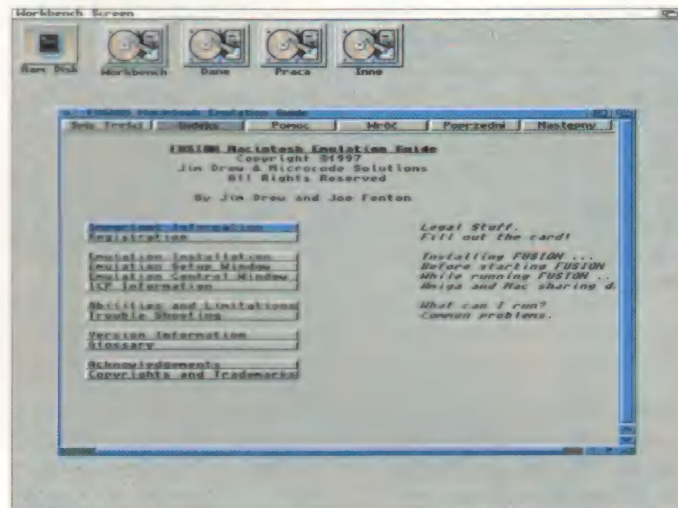 Workbench Screen
Ram Disk Workbench Dane Praca Inne
FUSION Macintosh Emulation Guide
Spis Treści Indeks Pomoc Wróć Poprzedni Następny
FUSION Macintosh Emulation Guide
Copyright ©1997
Jim Drew & Microcode Solutions
All Rights Reserved
By Jim Drew and Joe Fenton
Important Information Legal Stuff.
Registration Fill out the card!
Emulation Installation Installing FUSION ...
Emulation Setup Window Before starting FUSION
Emulation Control Window While running FUSION ..
ICP Information Amiga and Mac sharing d.
Abilities and Limitations What can I run?
Trouble Shooting Common problems.
Version Information
Glossary
Acknowledgements
Copyrights and Trademarks